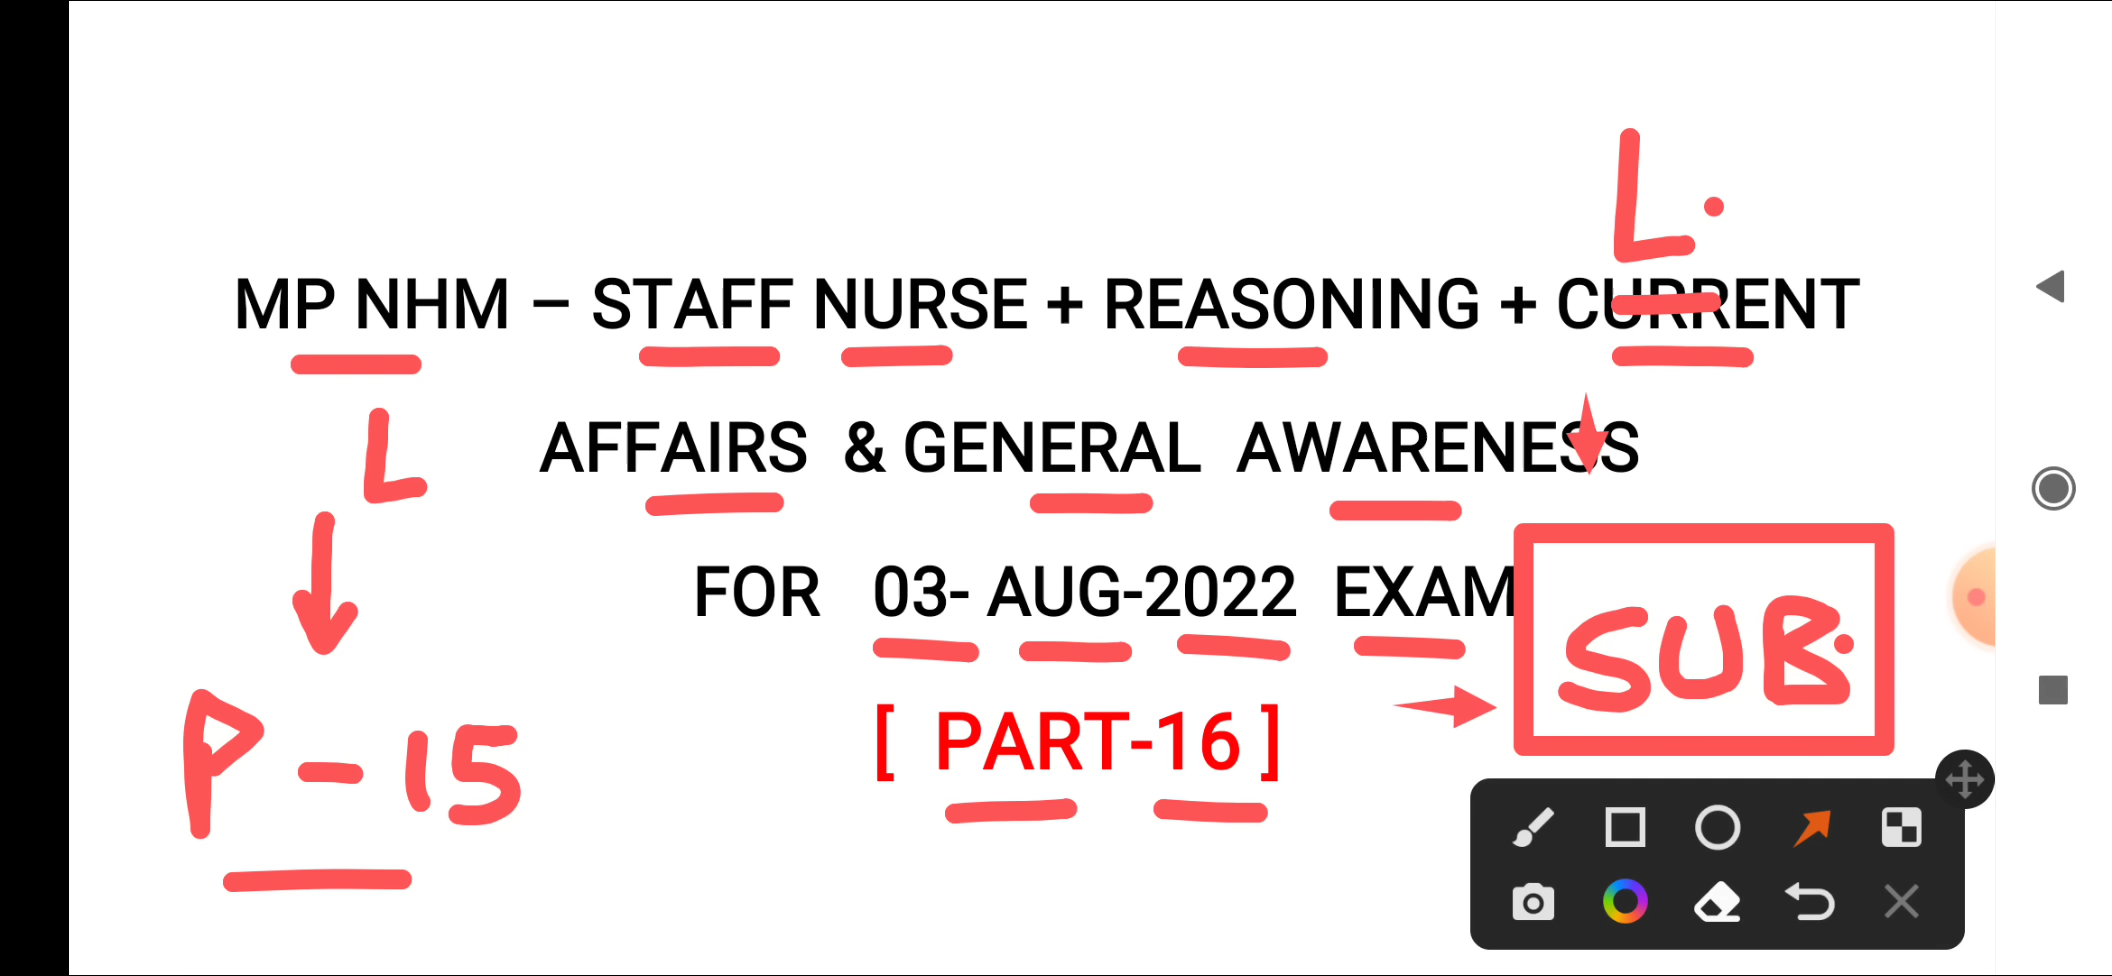 L.
MP NHM – STAFF NURSE + REASONING + CURRENT
L
AFFAIRS & GENERAL AWARENESS
FOR 03- AUG-2022 EXAM
SUB.
P-15
[ PART-16 ]